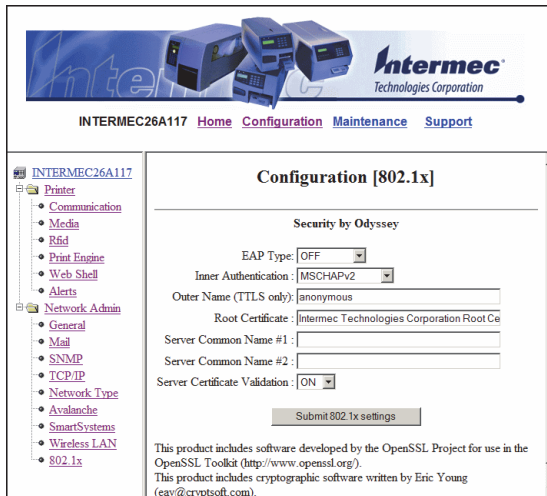 Intermec
Intermec
Technologies Corporation
INTERMEC26A117 Home Configuration Maintenance Support
INTERMEC26A117
Printer
Communication
Media
Rfid
Print Engine
Web Shell
Alerts
Network Admin
General
Mail
SNMP
TCP/IP
Network Type
Avalanche
SmartSystems
Wireless LAN
802.1x
Configuration [802.1x]
Security by Odyssey
EAP Type: OFF
Inner Authentication : MSCHAPv2
Outer Name (TTLS only): anonymous
Root Certificate : Intermec Technologies Corporation Root Ce
Server Common Name #1 :
Server Common Name #2 :
Server Certificate Validation : ON
Submit 802.1x settings
This product includes software developed by the OpenSSL Project for use in the
OpenSSL Toolkit (http://www.openssl.org/).
This product includes cryptographic software written by Eric Young
(eay@cryptsoft.com).